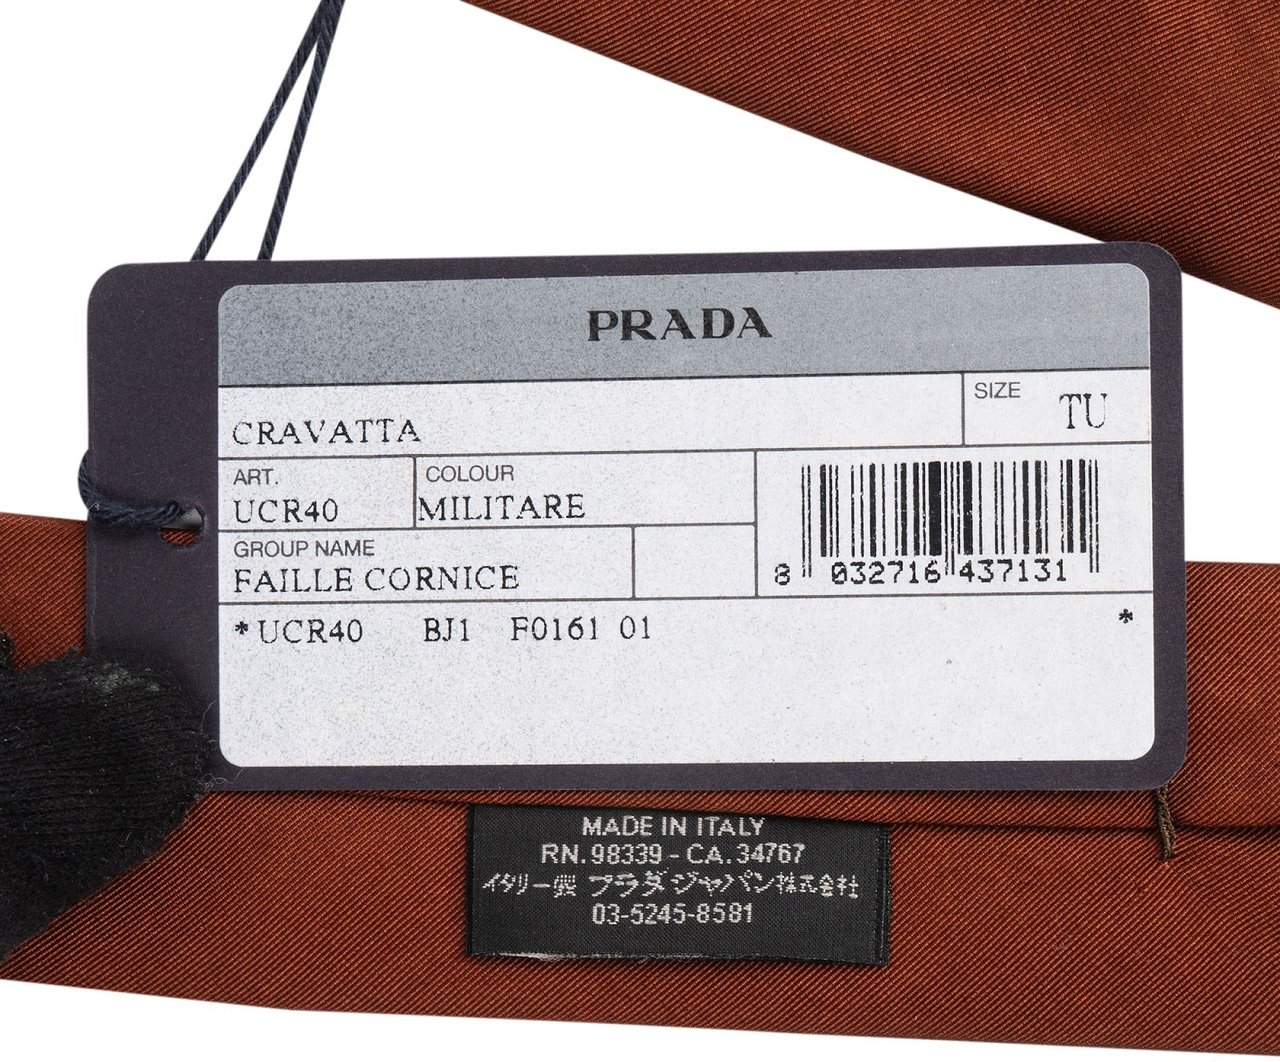 PRADA
CRAVATTA
SIZE TU
ART.
UCR40
COLOUR
MILITARE
GROUP NAME
FAILLE CORNICE
8 032716 437131
*UCR40 BJ1 F0161 01 *
MADE IN ITALY
RN. 98339 - CA. 34767
イタリー製 プラダジャパン株式会社
03-5245-8581